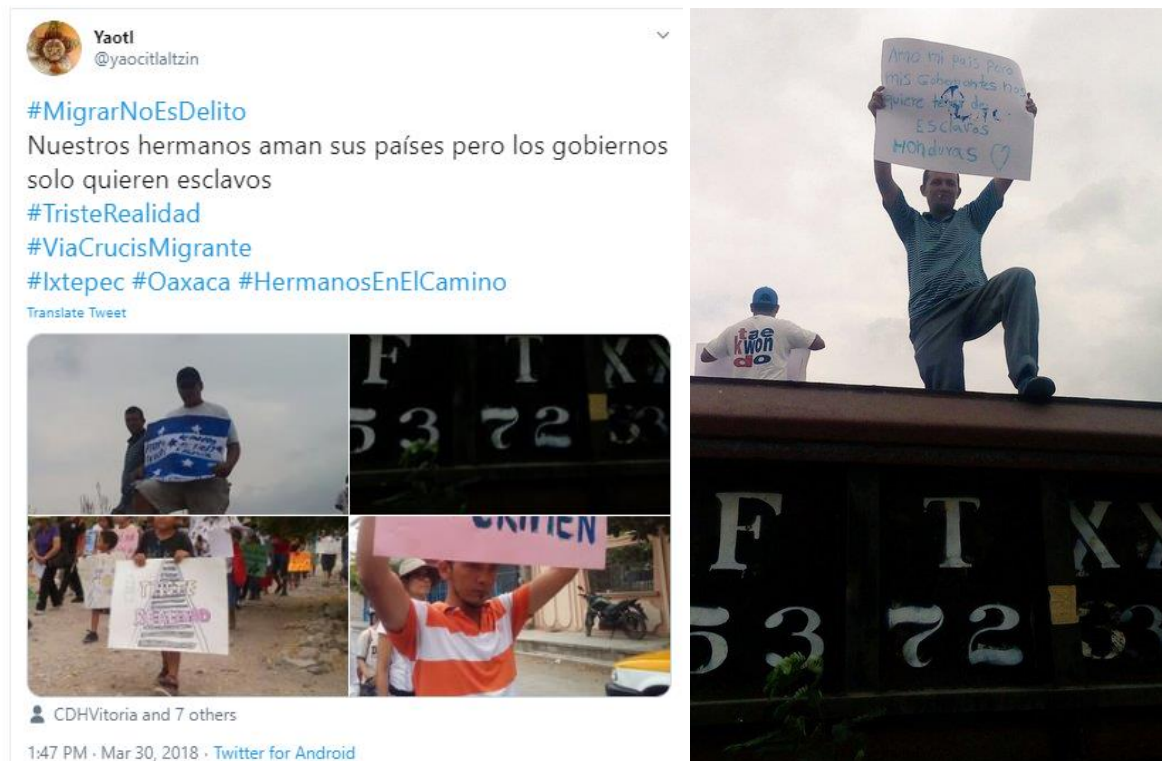 Yaotl
@yaocitlaltzin
#MigrarNoEsDelito
Nuestros hermanos aman sus países pero los gobiernos
solo quieren esclavos
#TristeRealidad
#ViaCrucisMigrante
#Ixtepec #Oaxaca #HermanosEnElCamino
Translate Tweet
F T XX
53 72 53
TRISTE
REALIDAD
CRIMEN
CDHVitoria and 7 others
1:47 PM · Mar 30, 2018 · Twitter for Android
Amo mi país pero
mis Gobernantes nos
quiere tener de
Esclavos
Honduras
tae
kwon
do
F T XX
53 72 53